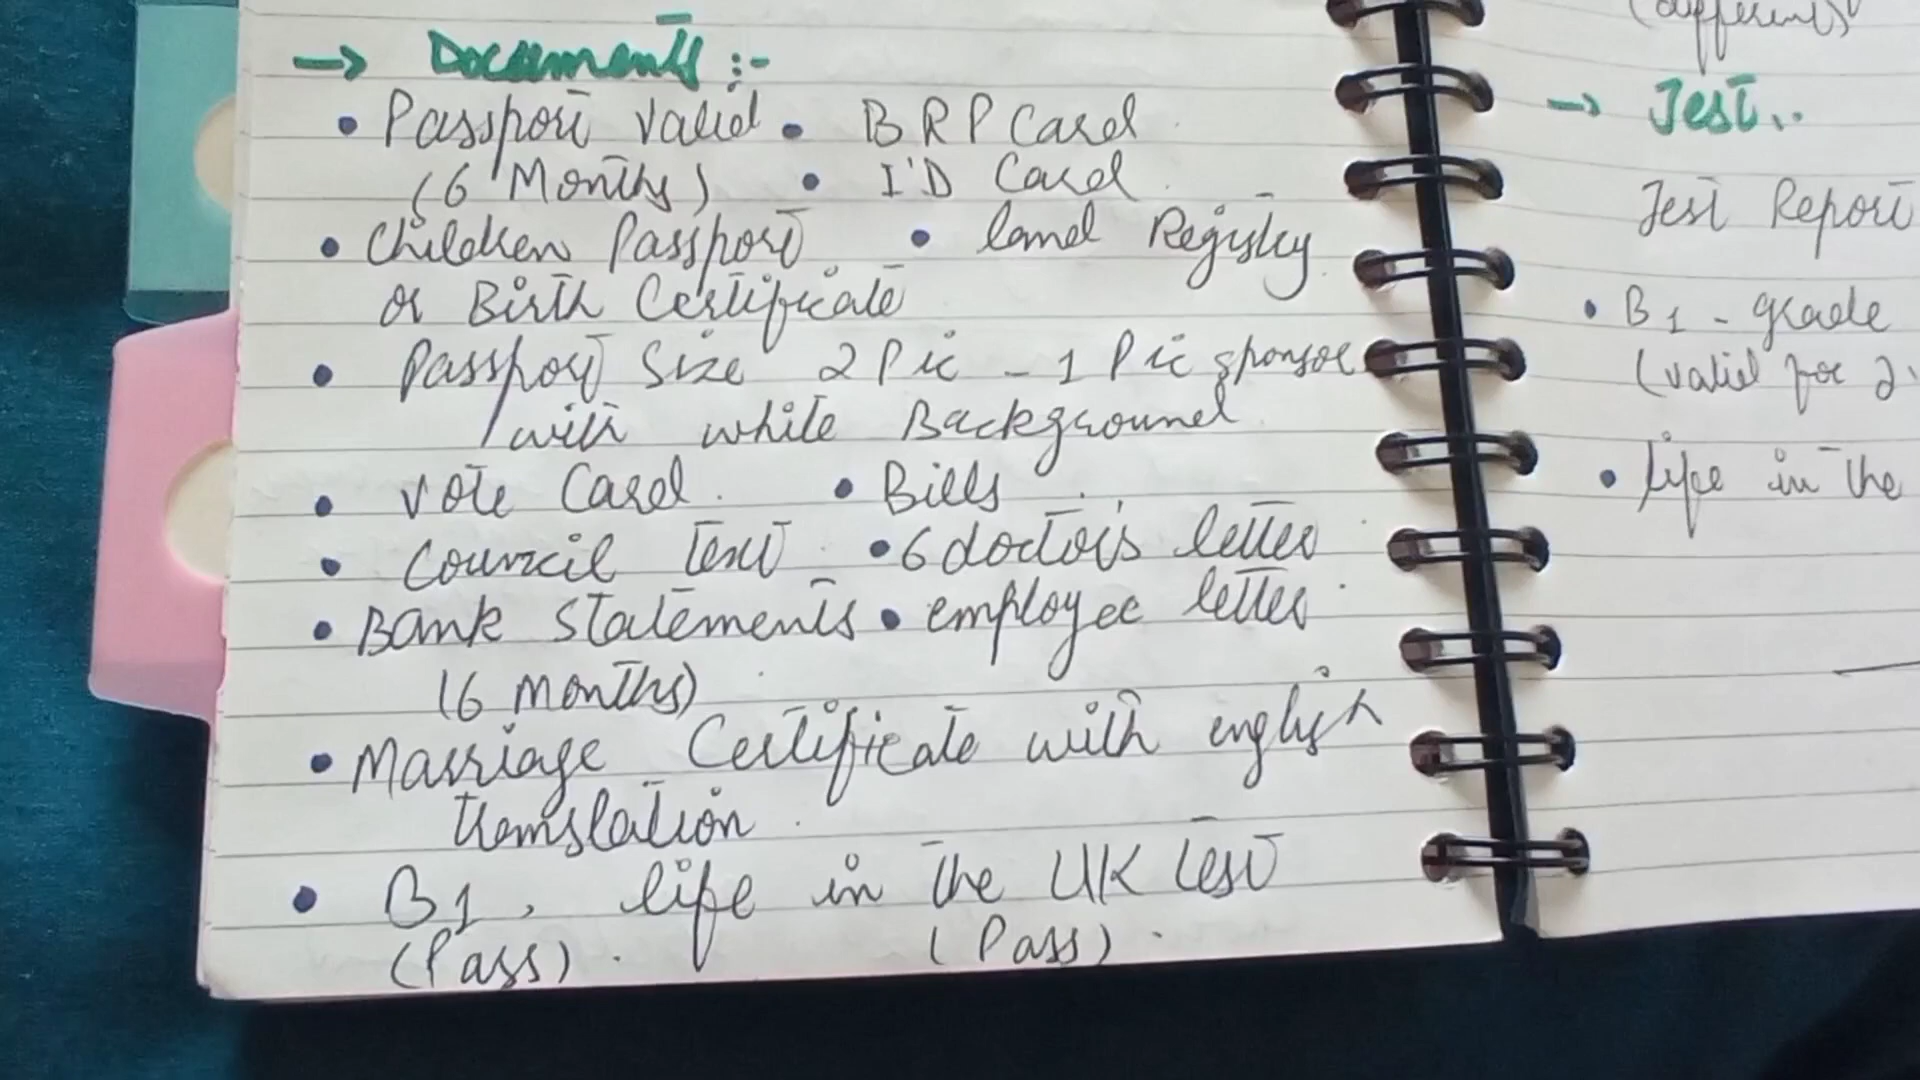 → Documents :-
• Passport valid • BRP Card
(6 Months) • I'D Card
• Children Passport • land Registry
or Birth Certificate
• Passport Size 2 Pic - 1 Pic sponsor
with white Background
• Vote Card • Bills
• Council Text • 6 doctor's letter
• Bank Statements • employee letter
(6 Months)
• Marriage Certificate with english
translation
• B1, life in the UK test
(Pass). (Pass).
(different)
→ Test..
Test Report
• B1 - grade
(valid for 2
• life in the